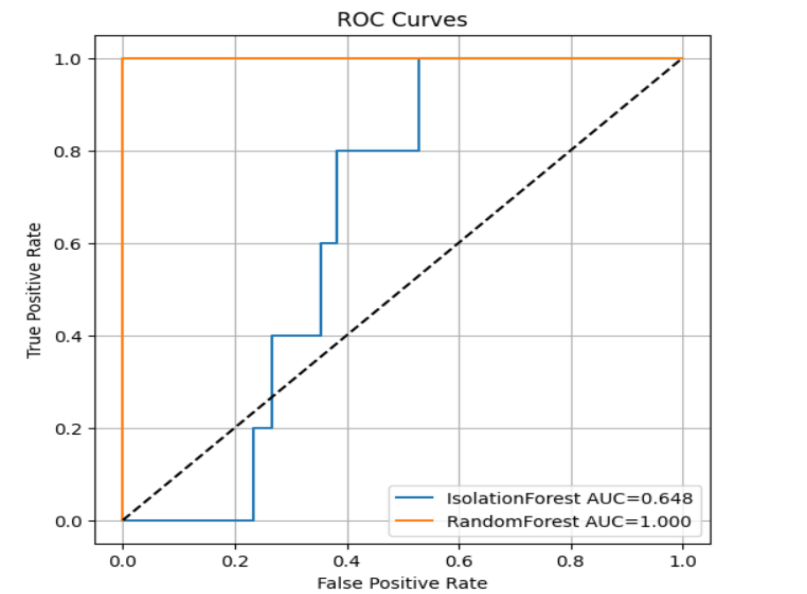 ROC Curves
True Positive Rate
1.0
0.8
0.6
0.4
0.2
0.0
IsolationForest AUC=0.648
RandomForest AUC=1.000
0.0 0.2 0.4 0.6 0.8 1.0
False Positive Rate